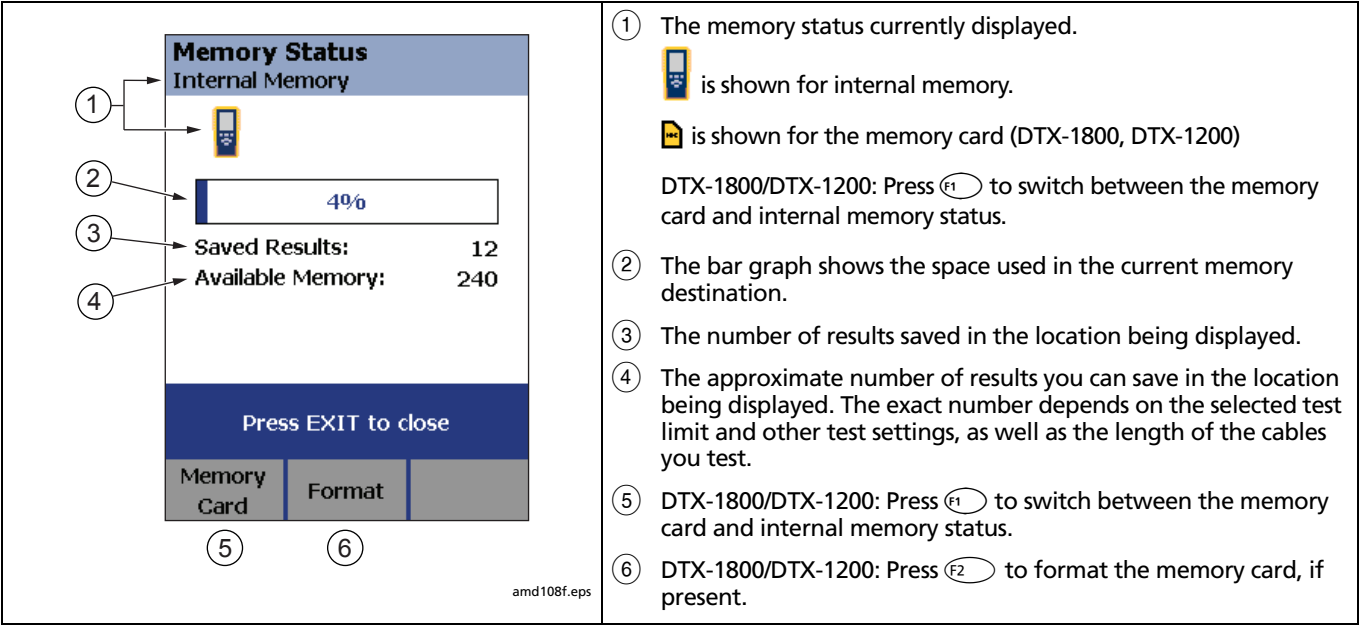 Memory Status
Internal Memory
1
2
4%
3
Saved Results: 12
4
Available Memory: 240
Press EXIT to close
Memory
Card
Format
5
6
amd108f.eps
1 The memory status currently displayed.
is shown for internal memory.
is shown for the memory card (DTX-1800, DTX-1200)
DTX-1800/DTX-1200: Press F1 to switch between the memory
card and internal memory status.
2 The bar graph shows the space used in the current memory
destination.
3 The number of results saved in the location being displayed.
4 The approximate number of results you can save in the location
being displayed. The exact number depends on the selected test
limit and other test settings, as well as the length of the cables
you test.
5 DTX-1800/DTX-1200: Press F1 to switch between the memory
card and internal memory status.
6 DTX-1800/DTX-1200: Press F2 to format the memory card, if
present.